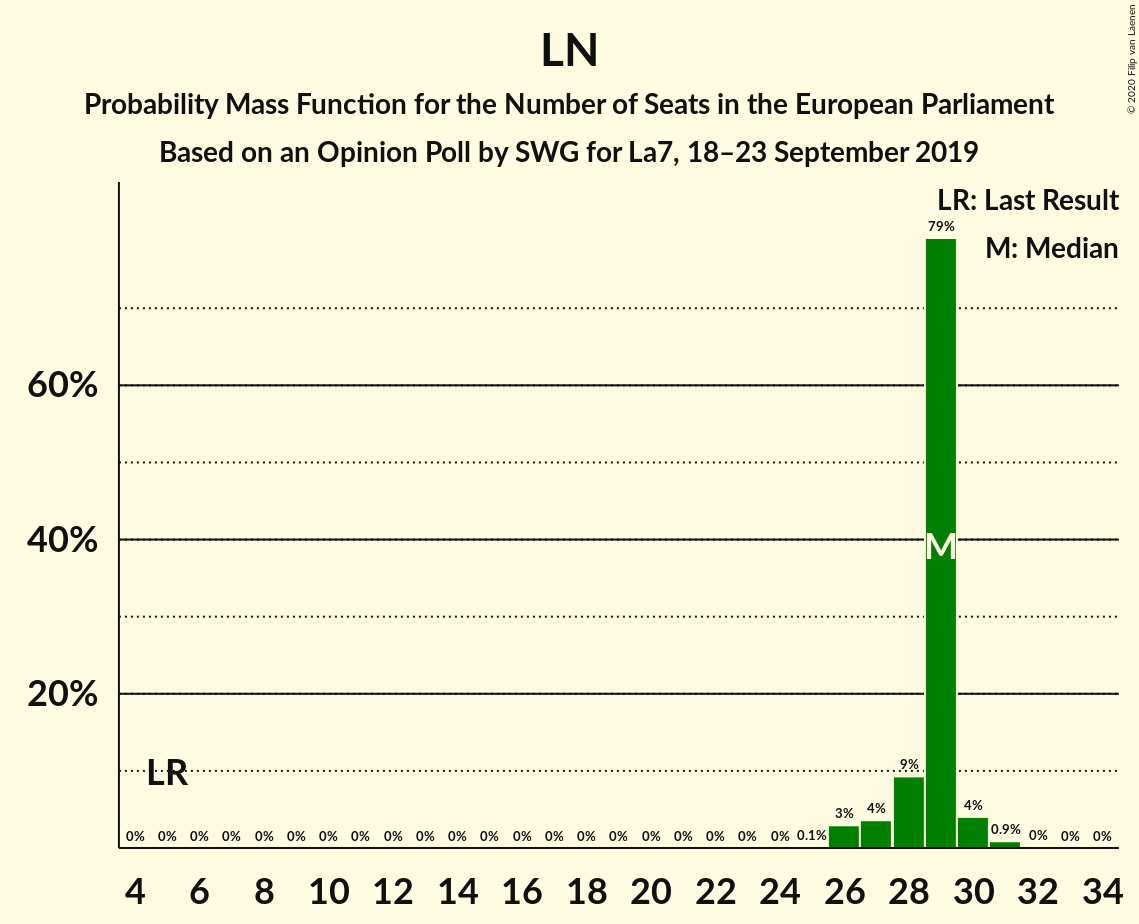 LN
Probability Mass Function for the Number of Seats in the European Parliament
Based on an Opinion Poll by SWG for La7, 18–23 September 2019
© 2020 Filip van Laenen
LR: Last Result
M: Median
79%
60%
40%
M
20%
LR
9%
3% 4% 4%
0% 0% 0% 0% 0% 0% 0% 0% 0% 0% 0% 0% 0% 0% 0% 0% 0% 0% 0% 0% 0% 0.1% 0.9% 0% 0% 0%
4 6 8 10 12 14 16 18 20 22 24 26 28 30 32 34